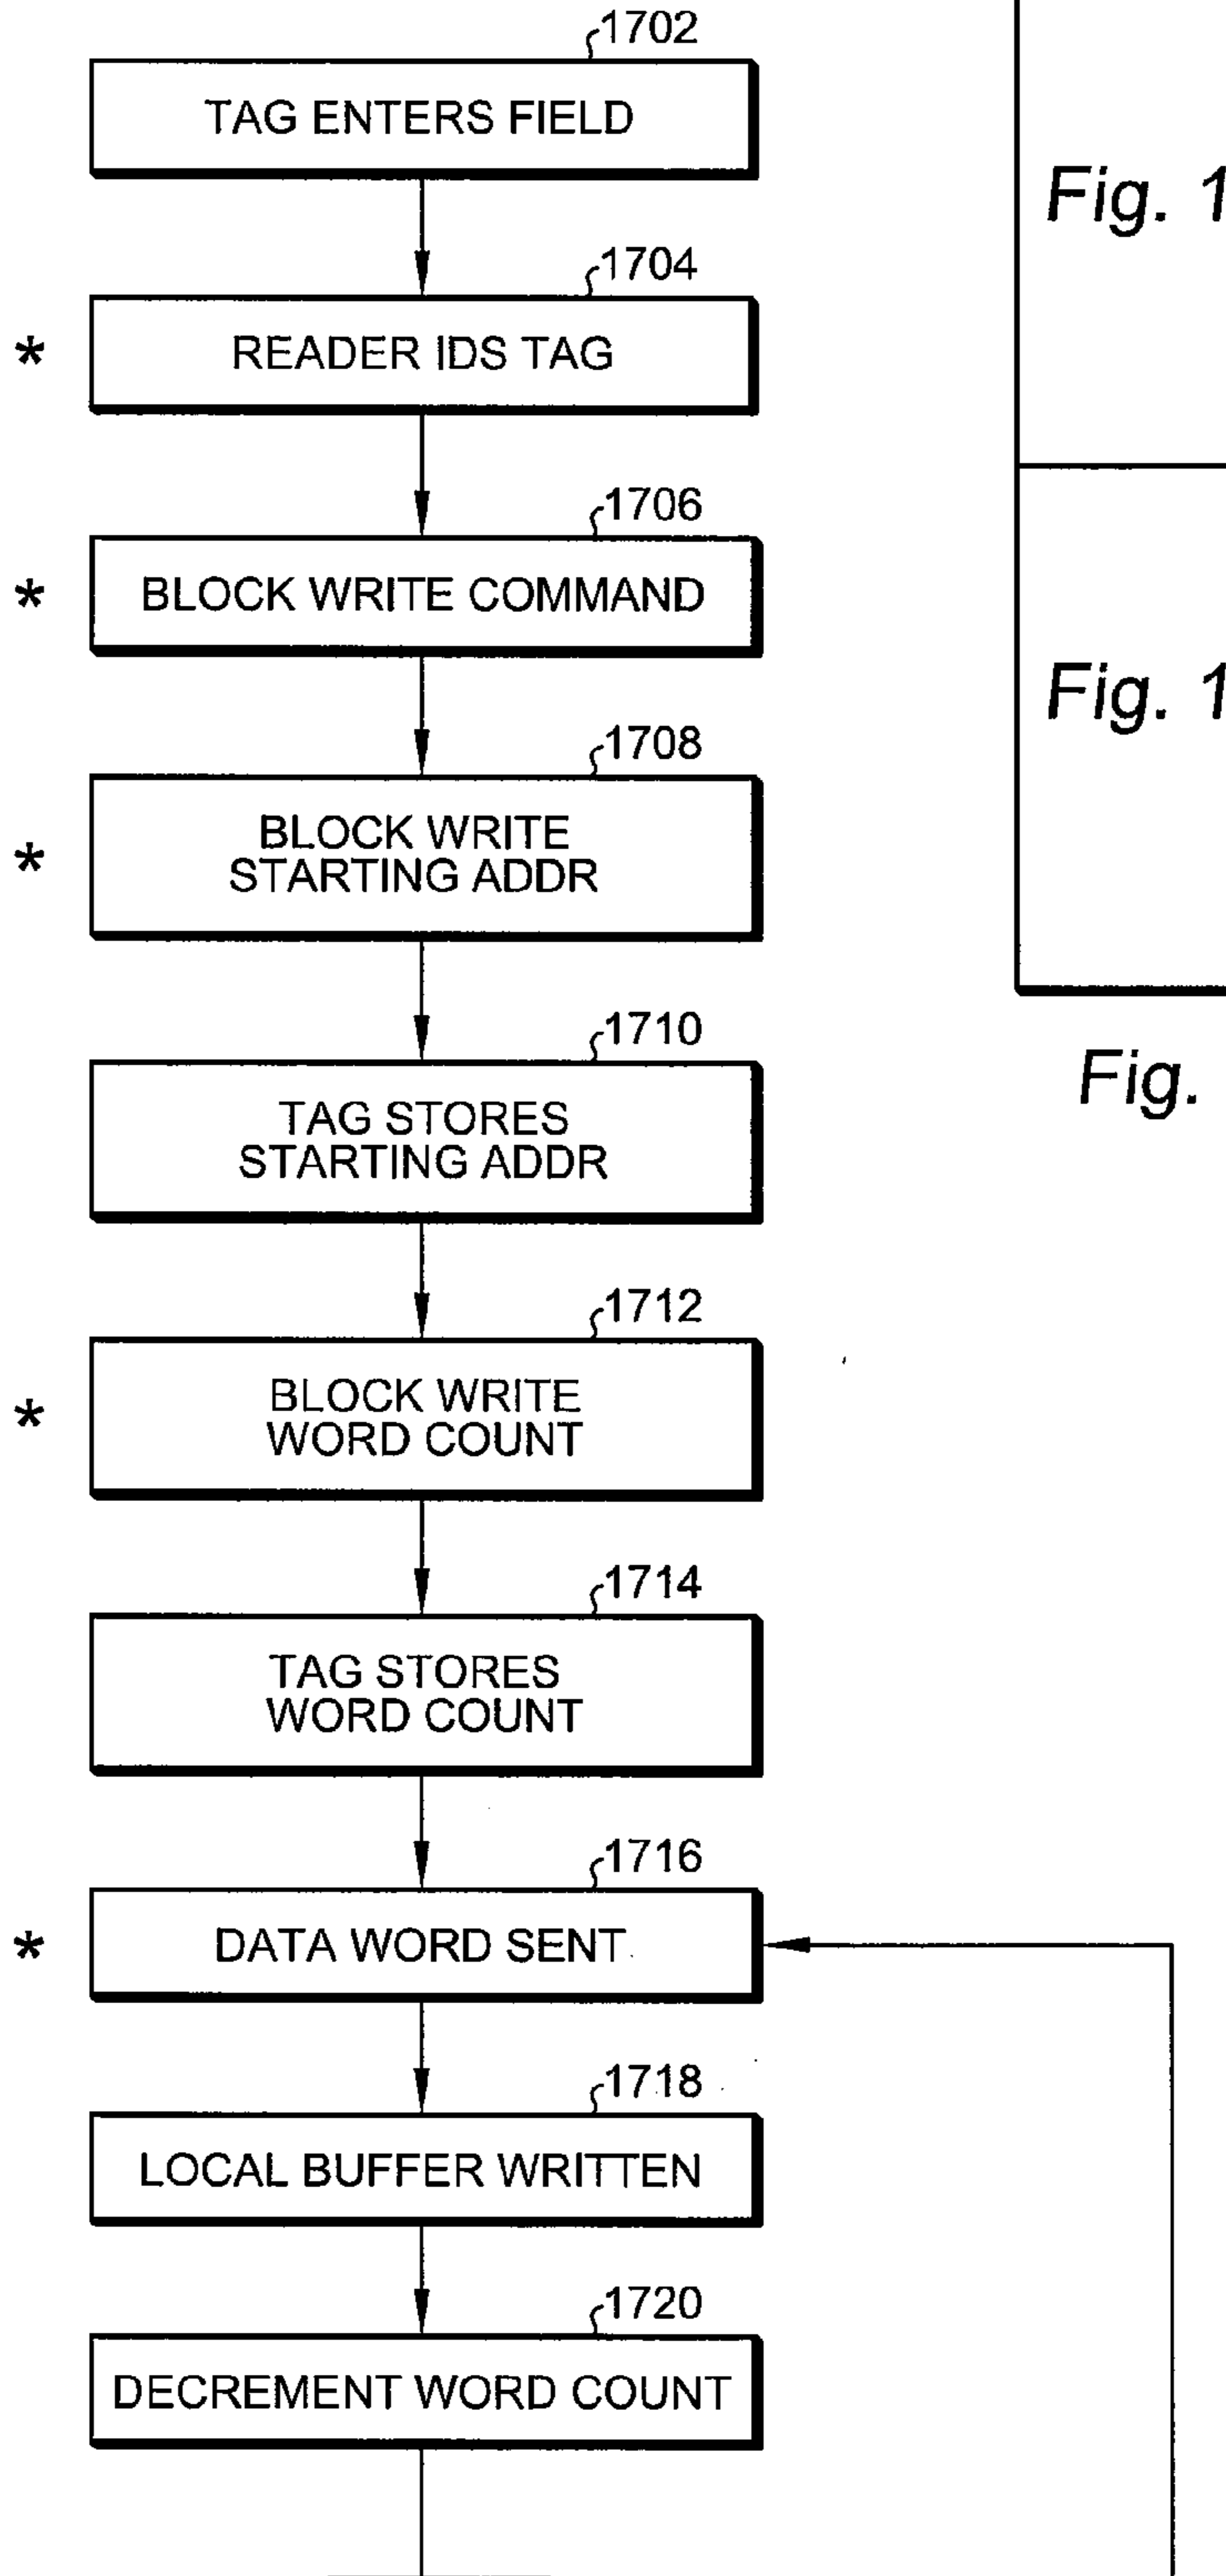 1702
TAG ENTERS FIELD
1704
* READER IDS TAG
1706
* BLOCK WRITE COMMAND
1708
* BLOCK WRITE
STARTING ADDR
1710
TAG STORES
STARTING ADDR
1712
* BLOCK WRITE
WORD COUNT
1714
TAG STORES
WORD COUNT
1716
* DATA WORD SENT
1718
LOCAL BUFFER WRITTEN
1720
DECREMENT WORD COUNT
Fig. 1
Fig. 1
Fig.